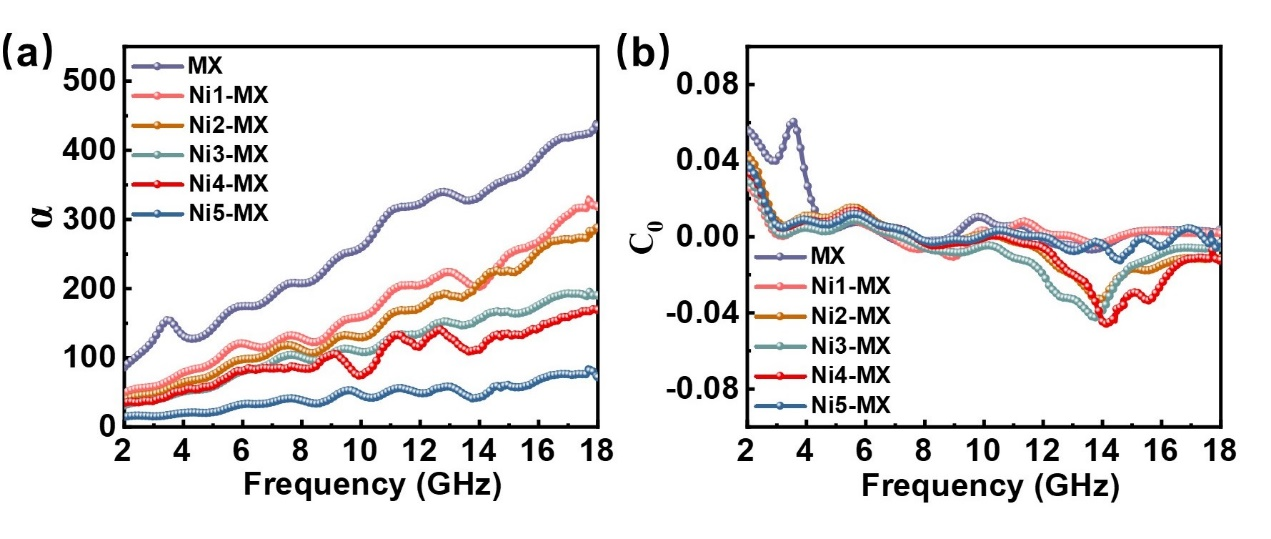 (a)
500
400
300
200
100
0
α
MX
Ni1-MX
Ni2-MX
Ni3-MX
Ni4-MX
Ni5-MX
2 4 6 8 10 12 14 16 18
Frequency (GHz)
(b)
0.08
0.04
0.00
-0.04
-0.08
C₀
MX
Ni1-MX
Ni2-MX
Ni3-MX
Ni4-MX
Ni5-MX
2 4 6 8 10 12 14 16 18
Frequency (GHz)